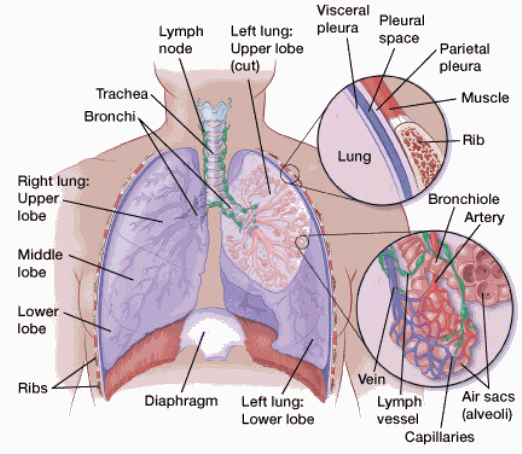 Lymph
node
Left lung:
Upper lobe
(cut)
Visceral
pleura
Pleural
space
Parietal
pleura
Muscle
Rib
Lung
Trachea
Bronchi
Right lung:
Upper
lobe
Middle
lobe
Lower
lobe
Ribs
Diaphragm
Left lung:
Lower lobe
Bronchiole
Artery
Vein
Lymph
vessel
Capillaries
Air sacs
(alveoli)